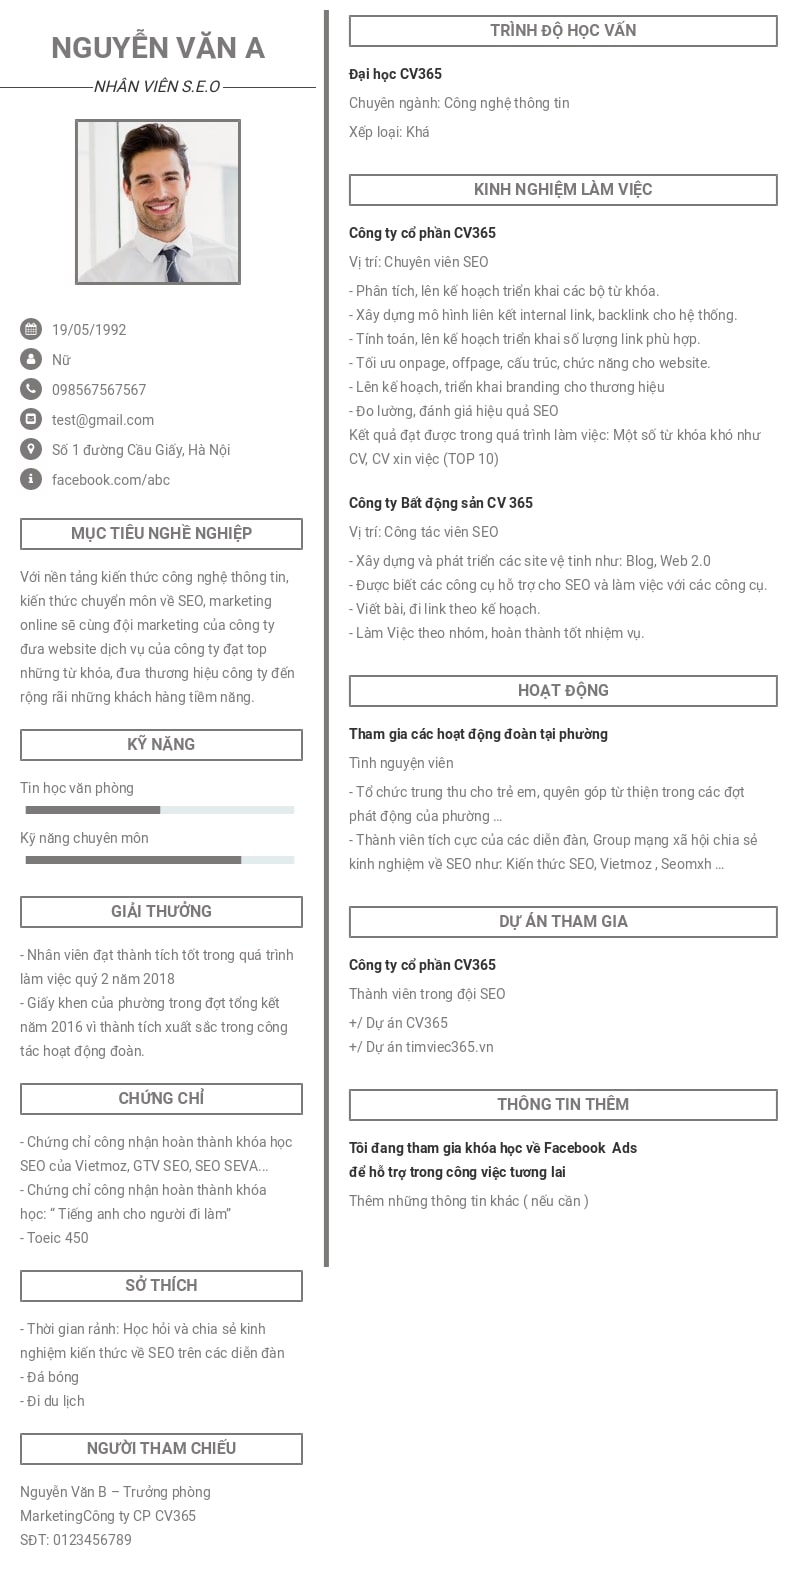 NGUYỄN VĂN A
NHÂN VIÊN S.E.O
19/05/1992
Nữ
098567567567
test@gmail.com
Số 1 đường Cầu Giấy, Hà Nội
facebook.com/abc
MỤC TIÊU NGHỀ NGHIỆP
Với nền tảng kiến thức công nghệ thông tin,
kiến thức chuyển môn về SEO, marketing
online sẽ cùng đội marketing của công ty
đưa website dịch vụ của công ty đạt top
những từ khóa, đưa thương hiệu công ty đến
rộng rãi những khách hàng tiềm năng.
KỸ NĂNG
Tin học văn phòng
Kỹ năng chuyên môn
GIẢI THƯỞNG
- Nhân viên đạt thành tích tốt trong quá trình
làm việc quý 2 năm 2018
- Giấy khen của phường trong đợt tổng kết
năm 2016 vì thành tích xuất sắc trong công
tác hoạt động đoàn.
CHỨNG CHỈ
- Chứng chỉ công nhận hoàn thành khóa học
SEO của Vietmoz, GTV SEO, SEO SEVA...
- Chứng chỉ công nhận hoàn thành khóa
học: “ Tiếng anh cho người đi làm”
- Toeic 450
SỞ THÍCH
- Thời gian rảnh: Học hỏi và chia sẻ kinh
nghiệm kiến thức về SEO trên các diễn đàn
- Đá bóng
- Đi du lịch
NGƯỜI THAM CHIẾU
Nguyễn Văn B – Trưởng phòng
MarketingCông ty CP CV365
SĐT: 0123456789
TRÌNH ĐỘ HỌC VẤN
Đại học CV365
Chuyên ngành: Công nghệ thông tin
Xếp loại: Khá
KINH NGHIỆM LÀM VIỆC
Công ty cổ phần CV365
Vị trí: Chuyên viên SEO
- Phân tích, lên kế hoạch triển khai các bộ từ khóa.
- Xây dựng mô hình liên kết internal link, backlink cho hệ thống.
- Tính toán, lên kế hoạch triển khai số lượng link phù hợp.
- Tối ưu onpage, offpage, cấu trúc, chức năng cho website.
- Lên kế hoạch, triển khai branding cho thương hiệu
- Đo lường, đánh giá hiệu quả SEO
Kết quả đạt được trong quá trình làm việc: Một số từ khóa khó như
CV, CV xin việc (TOP 10)
Công ty Bất động sản CV 365
Vị trí: Công tác viên SEO
- Xây dựng và phát triển các site vệ tinh như: Blog, Web 2.0
- Được biết các công cụ hỗ trợ cho SEO và làm việc với các công cụ.
- Viết bài, đi link theo kế hoạch.
- Làm Việc theo nhóm, hoàn thành tốt nhiệm vụ.
HOẠT ĐỘNG
Tham gia các hoạt động đoàn tại phường
Tình nguyện viên
- Tổ chức trung thu cho trẻ em, quyên góp từ thiện trong các đợt
phát động của phường ...
- Thành viên tích cực của các diễn đàn, Group mạng xã hội chia sẻ
kinh nghiệm về SEO như: Kiến thức SEO, Vietmoz , Seomxh ...
DỰ ÁN THAM GIA
Công ty cổ phần CV365
Thành viên trong đội SEO
+/ Dự án CV365
+/ Dự án timviec365.vn
THÔNG TIN THÊM
Tôi đang tham gia khóa học về Facebook  Ads
để hỗ trợ trong công việc tương lai
Thêm những thông tin khác ( nếu cần )